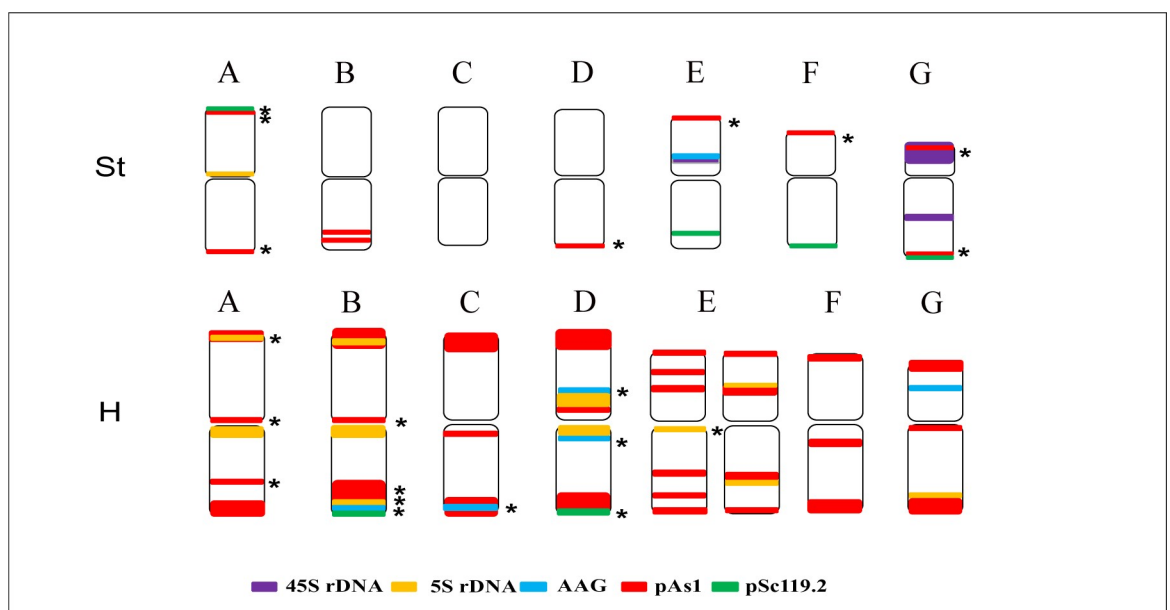 A B C D E F G
St
A B C D E F G
H
45S rDNA 5S rDNA AAG pAs1 pSc119.2